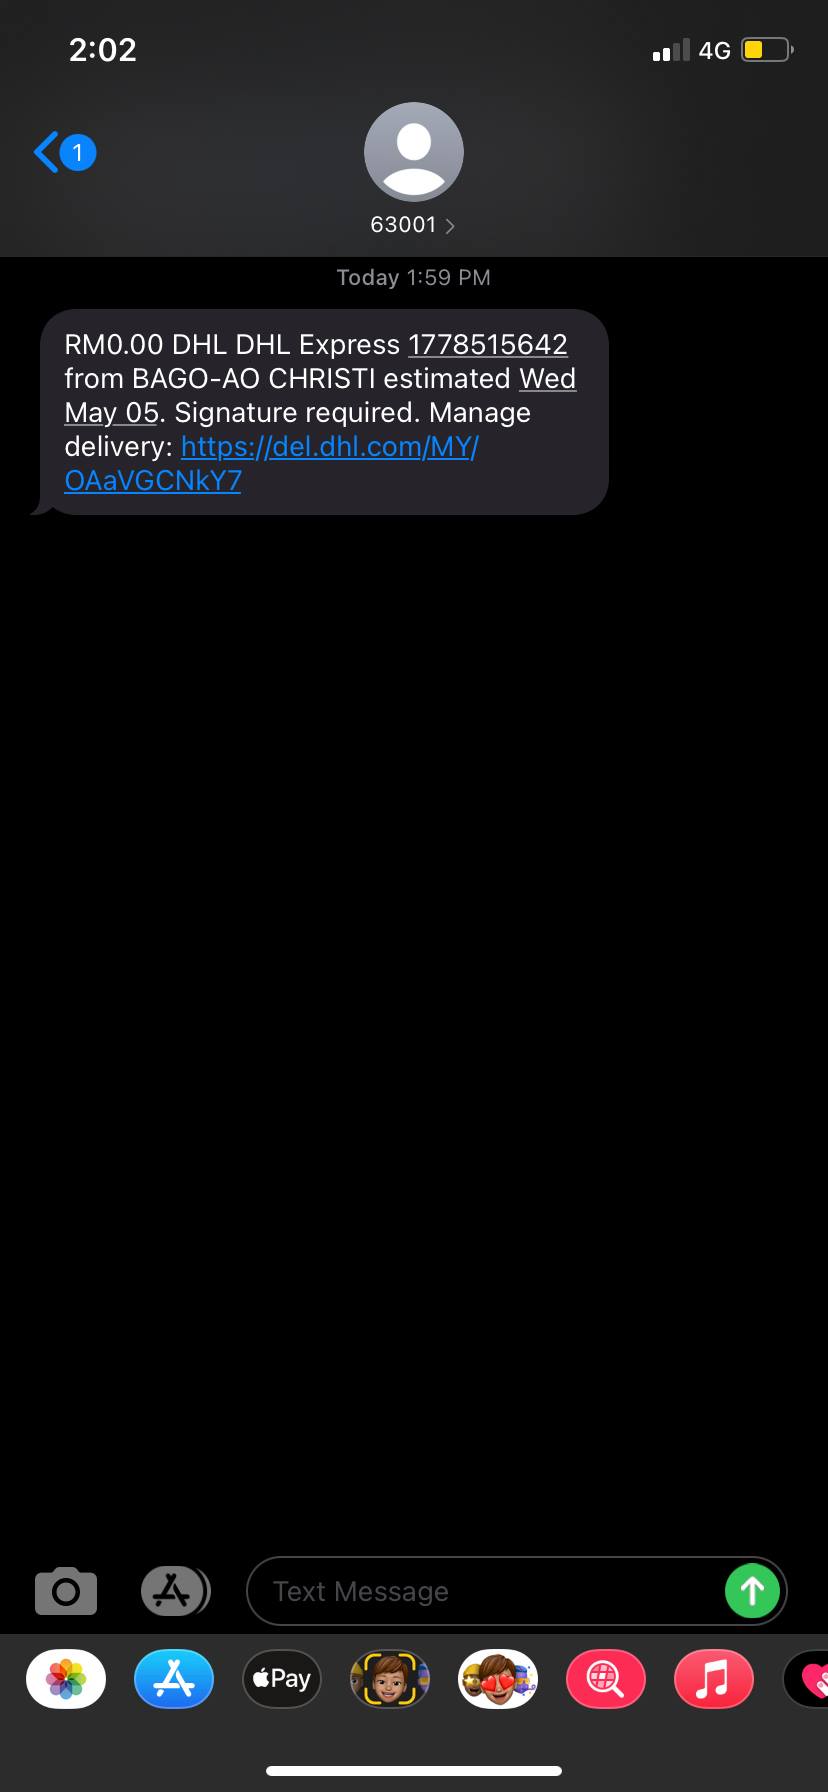 2:02
4G
1
63001
Today 1:59 PM
RM0.00 DHL DHL Express 1778515642
from BAGO-AO CHRISTI estimated Wed
May 05. Signature required. Manage
delivery: https://del.dhl.com/MY/
OAaVGCNkY7
Text Message
Pay